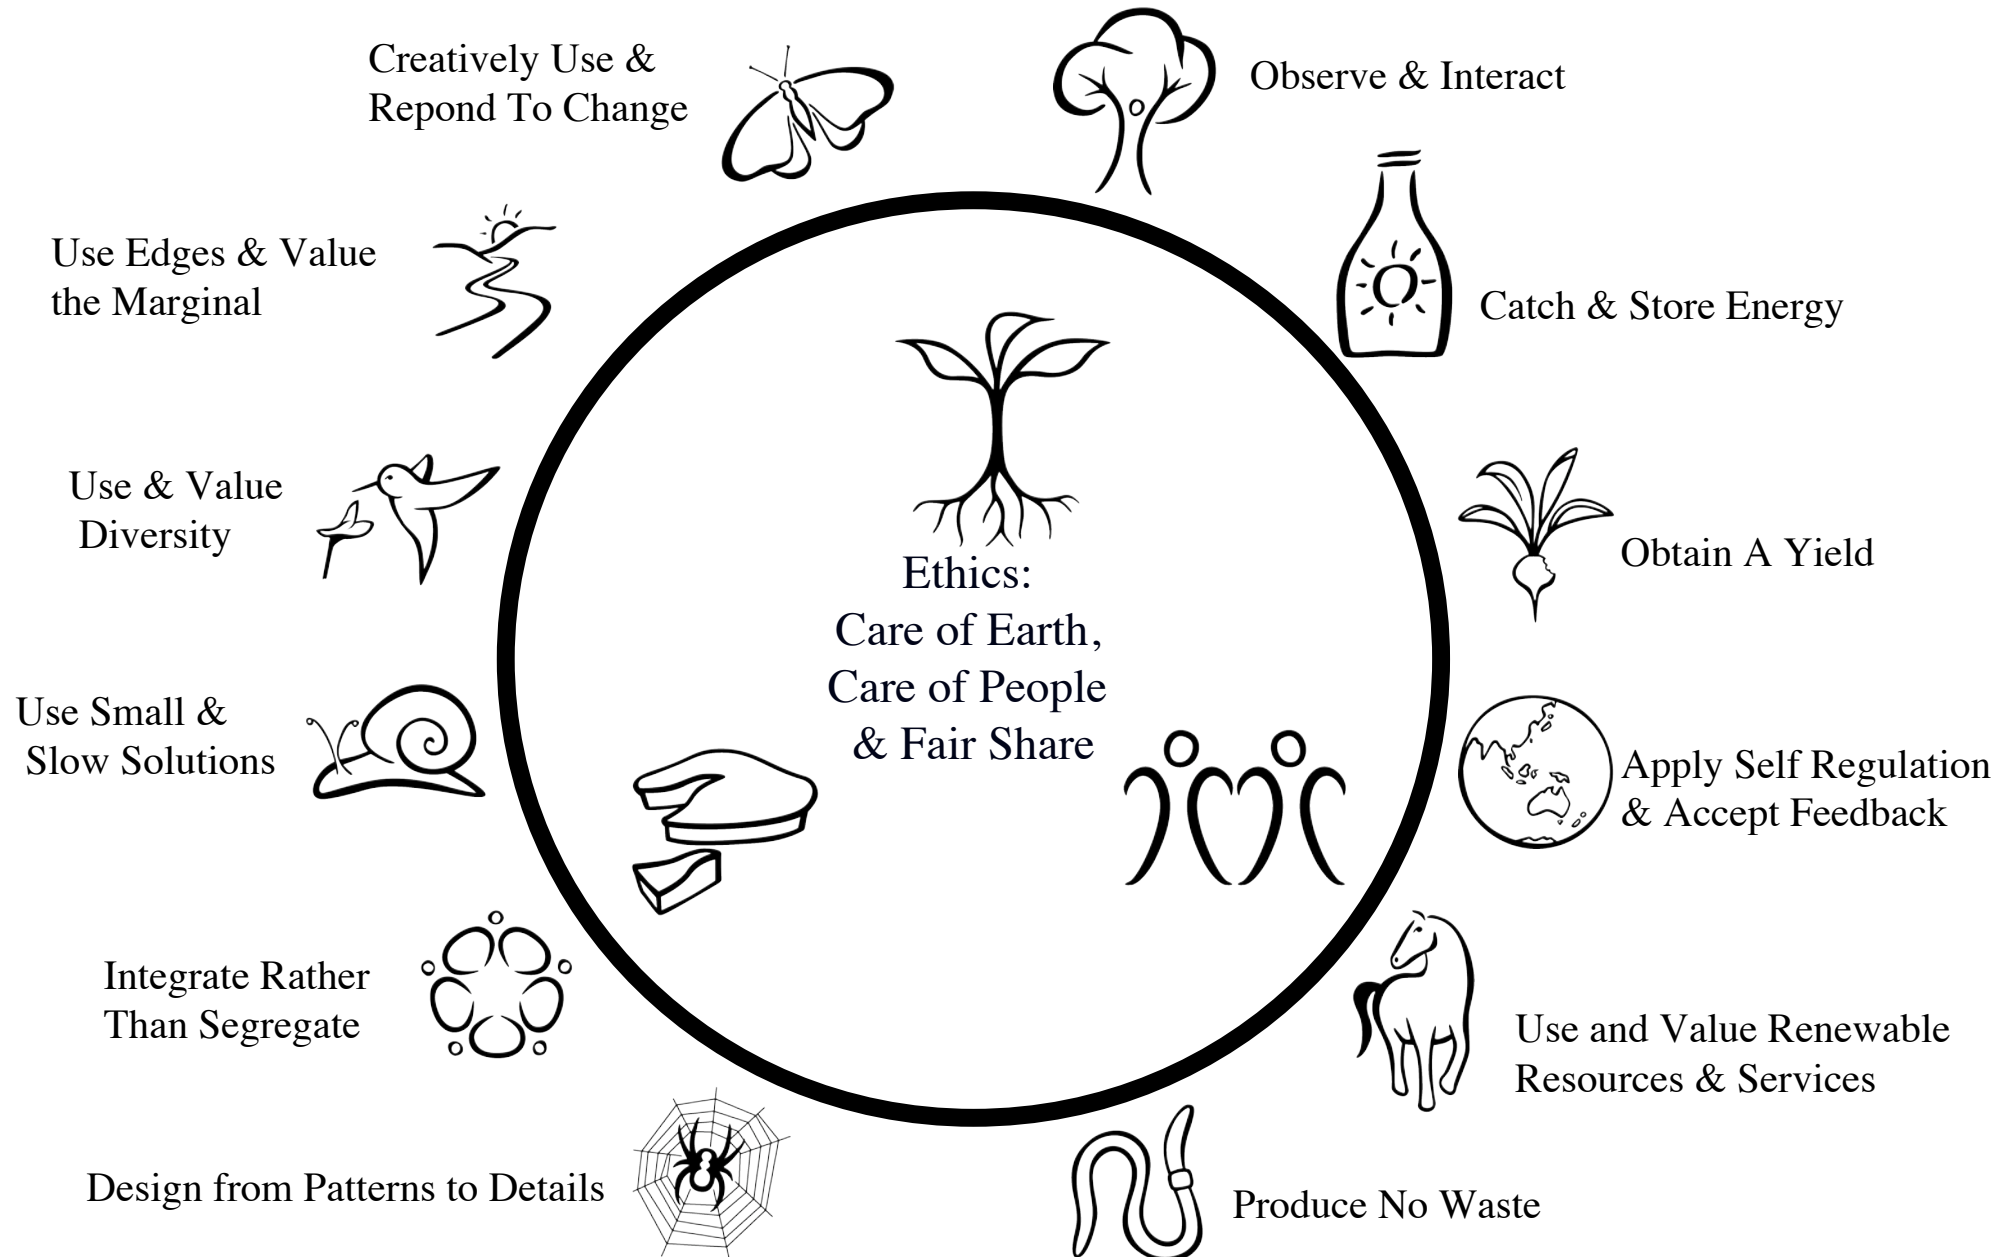 Creatively Use &
Repond To Change
Observe & Interact
Use Edges & Value
the Marginal
Catch & Store Energy
Use & Value
Diversity
Obtain A Yield
Ethics:
Care of Earth,
Care of People
& Fair Share
Use Small &
Slow Solutions
Apply Self Regulation
& Accept Feedback
Integrate Rather
Than Segregate
Use and Value Renewable
Resources & Services
Design from Patterns to Details
Produce No Waste